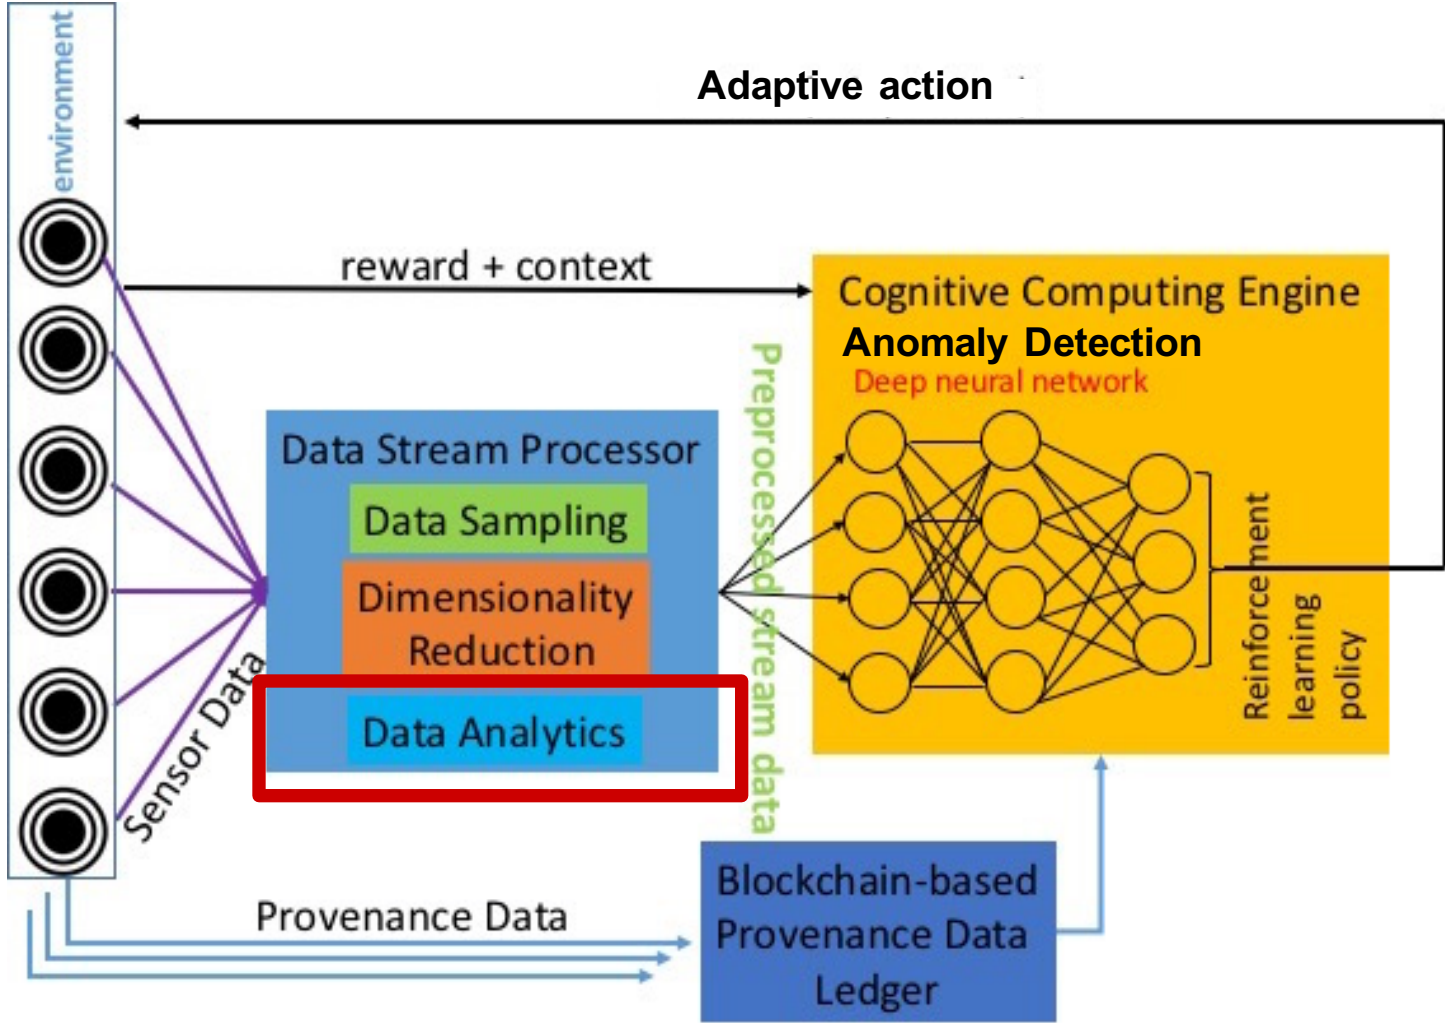 environment
Adaptive action
reward + context
Cognitive Computing Engine
Anomaly Detection
Deep neural network
Preprocessed stream data
Data Stream Processor
Data Sampling
Dimensionality
Reduction
Data Analytics
Sensor Data
Reinforcement
learning
policy
Provenance Data
Blockchain-based
Provenance Data
Ledger